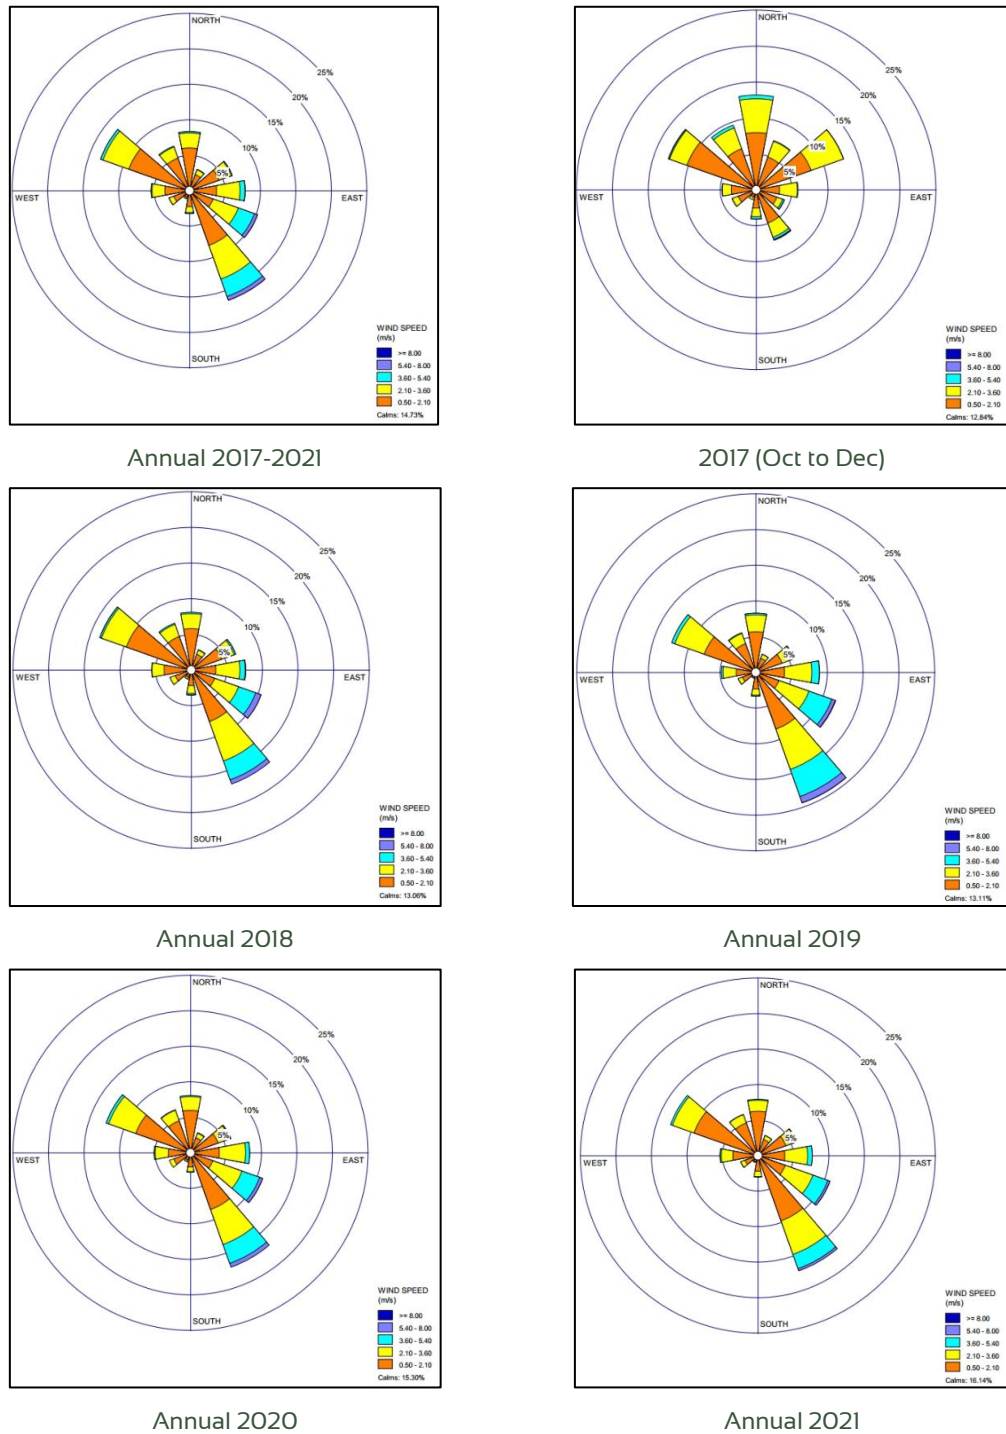 NORTH
25%
20%
15%
10%
5%
WEST
EAST
SOUTH
WIND SPEED
(m/s)
>= 8.00
5.40 - 8.00
3.60 - 5.40
2.10 - 3.60
0.50 - 2.10
Calms: 14.73%
Annual 2017-2021
NORTH
25%
20%
15%
10%
5%
WEST
EAST
SOUTH
WIND SPEED
(m/s)
>= 8.00
5.40 - 8.00
3.60 - 5.40
2.10 - 3.60
0.50 - 2.10
Calms: 12.84%
2017 (Oct to Dec)
NORTH
25%
20%
15%
10%
5%
WEST
EAST
SOUTH
WIND SPEED
(m/s)
>= 8.00
5.40 - 8.00
3.60 - 5.40
2.10 - 3.60
0.50 - 2.10
Calms: 13.06%
Annual 2018
NORTH
25%
20%
15%
10%
5%
WEST
EAST
SOUTH
WIND SPEED
(m/s)
>= 8.00
5.40 - 8.00
3.60 - 5.40
2.10 - 3.60
0.50 - 2.10
Calms: 13.11%
Annual 2019
NORTH
25%
20%
15%
10%
5%
WEST
EAST
SOUTH
WIND SPEED
(m/s)
>= 8.00
5.40 - 8.00
3.60 - 5.40
2.10 - 3.60
0.50 - 2.10
Calms: 15.30%
Annual 2020
NORTH
25%
20%
15%
10%
5%
WEST
EAST
SOUTH
WIND SPEED
(m/s)
>= 8.00
5.40 - 8.00
3.60 - 5.40
2.10 - 3.60
0.50 - 2.10
Calms: 16.14%
Annual 2021